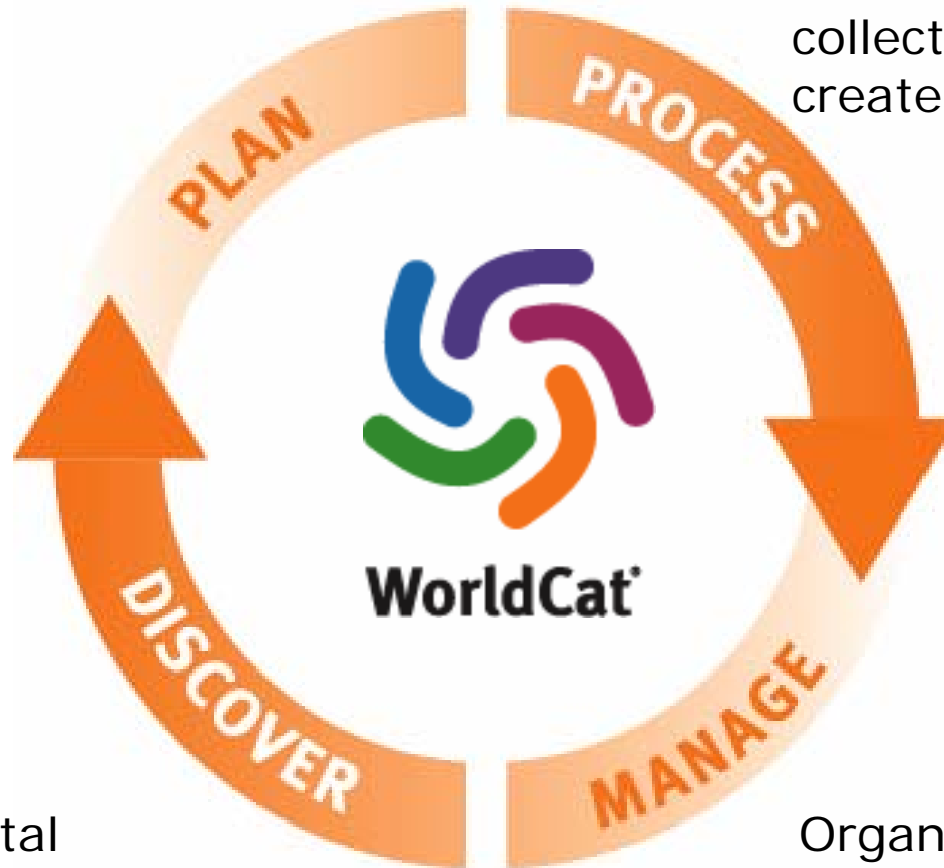 collect
create
PLAN
PROCESS
WorldCat®
DISCOVER
MANAGE
tal
Organ